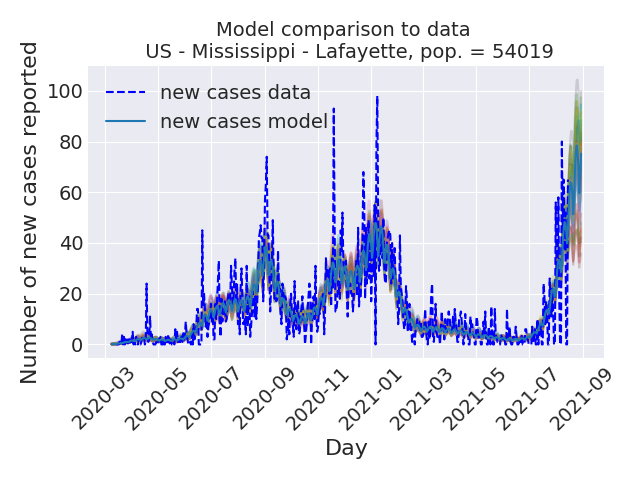 Model comparison to data
US - Mississippi - Lafayette, pop. = 54019
Number of new cases reported
100
80
60
40
20
0
new cases data
new cases model
2020-03
2020-05
2020-07
2020-09
2020-11
2021-01
2021-03
2021-05
2021-07
2021-09
Day